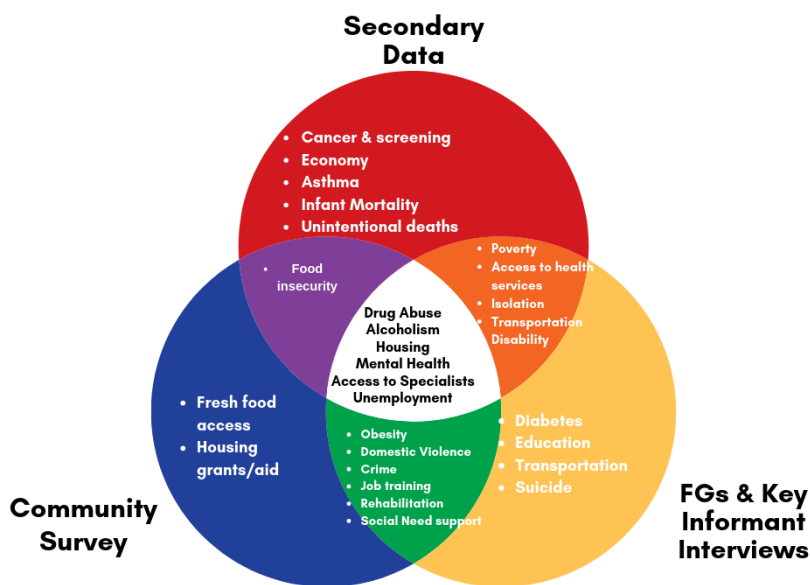 Secondary
Data
• Cancer & screening
• Economy
• Asthma
• Infant Mortality
• Unintentional deaths
• Food
insecurity
• Poverty
• Access to health
services
• Isolation
• Transportation
Disability
Drug Abuse
Alcoholism
Housing
Mental Health
Access to Specialists
Unemployment
• Fresh food
access
• Housing
grants/aid
• Obesity
• Domestic Violence
• Crime
• Job training
• Rehabilitation
• Social Need support
• Diabetes
• Education
• Transportation
• Suicide
Community
Survey
FGs & Key
Informant
Interviews